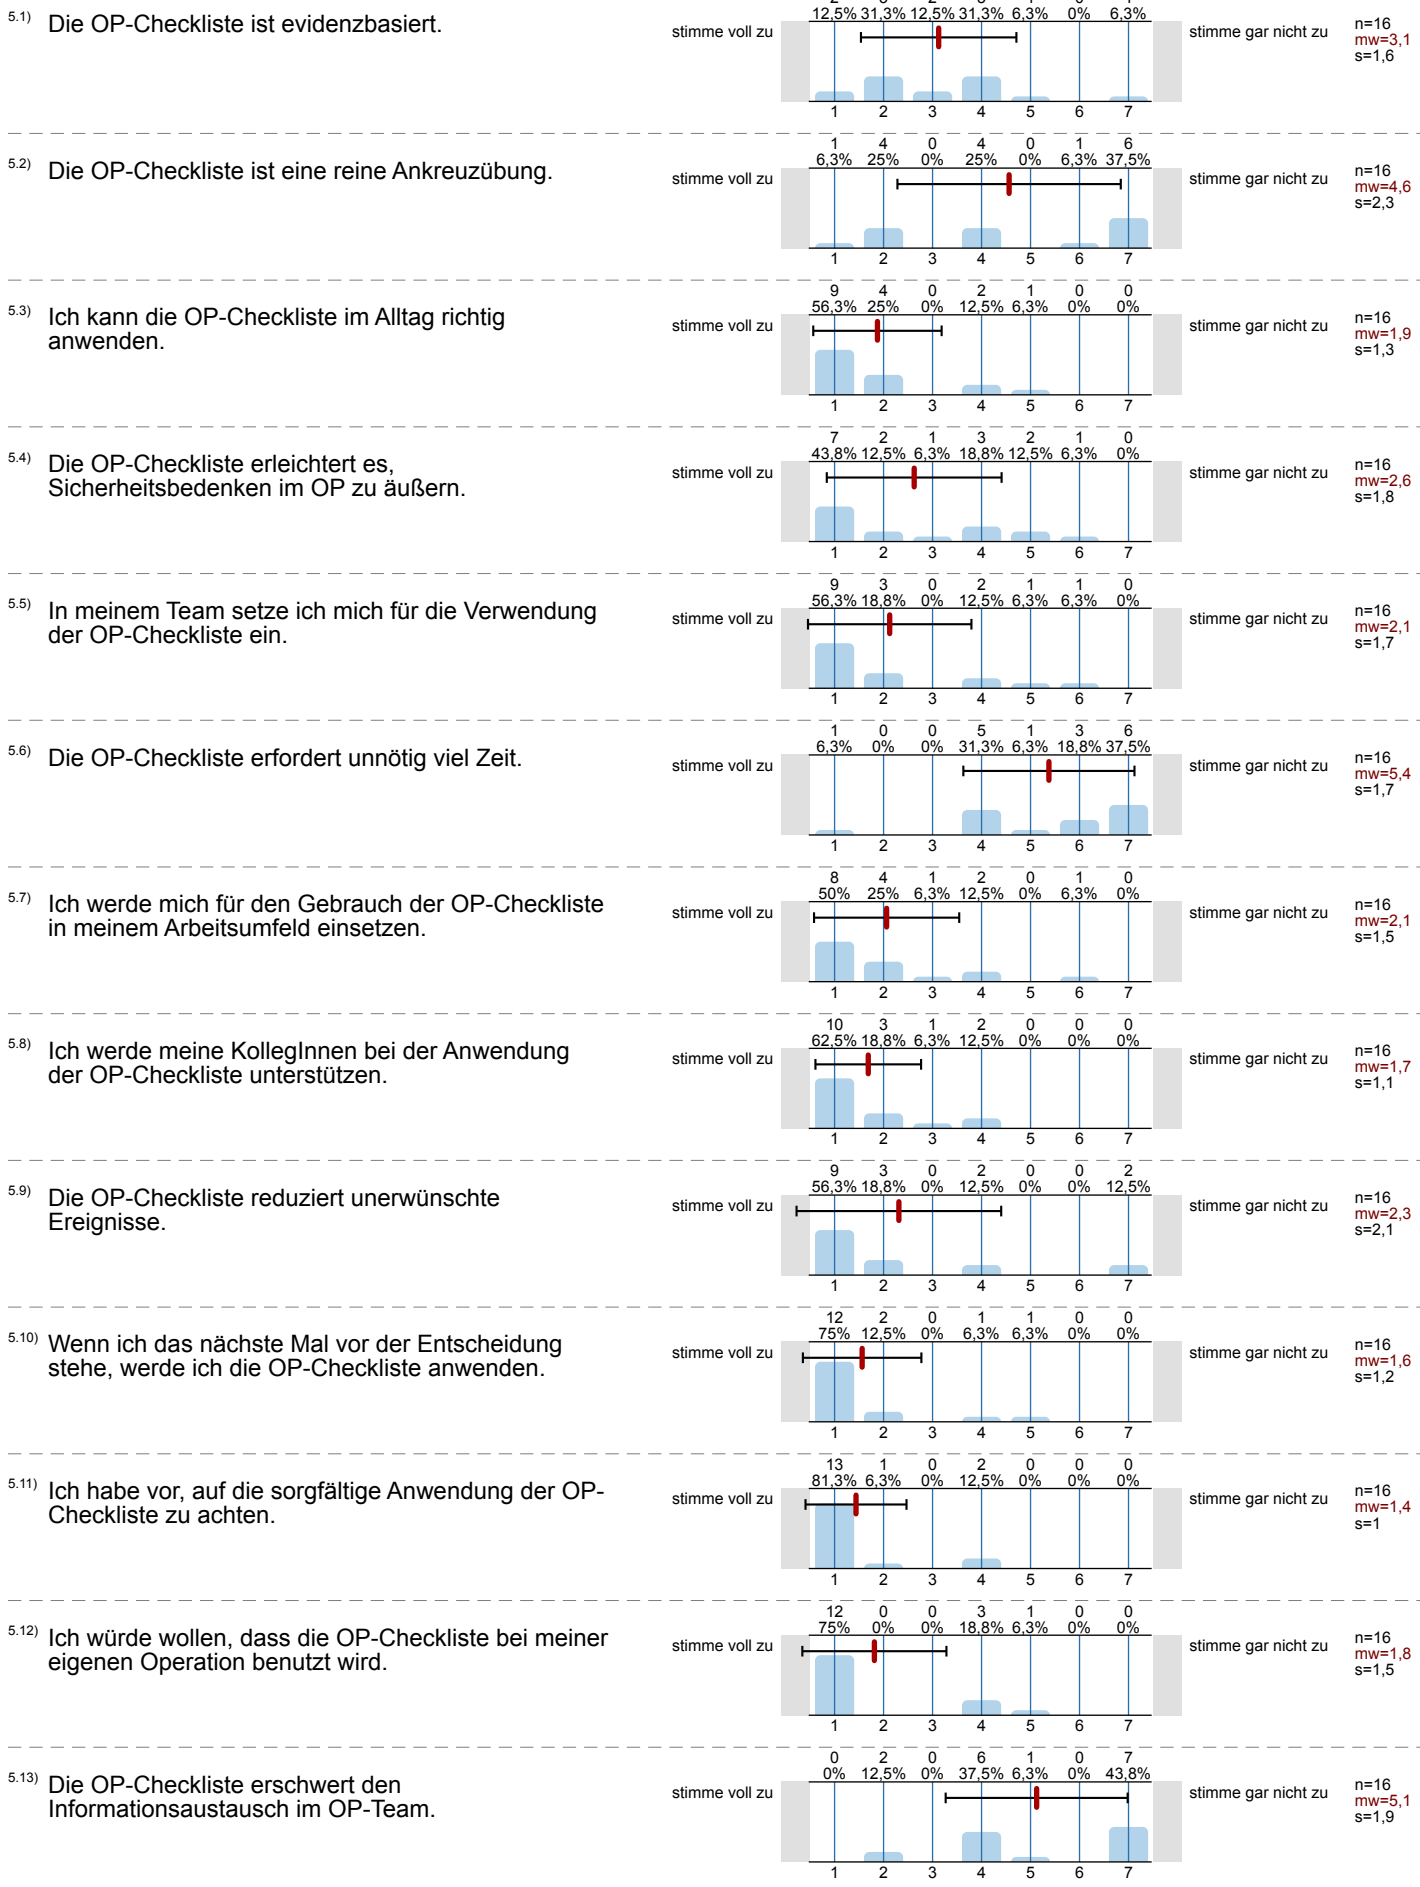 5.1) Die OP-Checkliste ist evidenzbasiert.
stimme voll zu
12,5% 31,3% 12,5% 31,3% 6,3% 0% 6,3%
1 2 3 4 5 6 7
stimme gar nicht zu
n=16
mw=3,1
s=1,6
5.2) Die OP-Checkliste ist eine reine Ankreuzübung.
stimme voll zu
1 4 0 4 0 1 6
6,3% 25% 0% 25% 0% 6,3% 37,5%
1 2 3 4 5 6 7
stimme gar nicht zu
n=16
mw=4,6
s=2,3
5.3) Ich kann die OP-Checkliste im Alltag richtig
anwenden.
stimme voll zu
9 4 0 2 1 0 0
56,3% 25% 0% 12,5% 6,3% 0% 0%
1 2 3 4 5 6 7
stimme gar nicht zu
n=16
mw=1,9
s=1,3
5.4) Die OP-Checkliste erleichtert es,
Sicherheitsbedenken im OP zu äußern.
stimme voll zu
7 2 1 3 2 1 0
43,8% 12,5% 6,3% 18,8% 12,5% 6,3% 0%
1 2 3 4 5 6 7
stimme gar nicht zu
n=16
mw=2,6
s=1,8
5.5) In meinem Team setze ich mich für die Verwendung
der OP-Checkliste ein.
stimme voll zu
9 3 0 2 1 1 0
56,3% 18,8% 0% 12,5% 6,3% 6,3% 0%
1 2 3 4 5 6 7
stimme gar nicht zu
n=16
mw=2,1
s=1,7
5.6) Die OP-Checkliste erfordert unnötig viel Zeit.
stimme voll zu
1 0 0 5 1 3 6
6,3% 0% 0% 31,3% 6,3% 18,8% 37,5%
1 2 3 4 5 6 7
stimme gar nicht zu
n=16
mw=5,4
s=1,7
5.7) Ich werde mich für den Gebrauch der OP-Checkliste
in meinem Arbeitsumfeld einsetzen.
stimme voll zu
8 4 1 2 0 1 0
50% 25% 6,3% 12,5% 0% 6,3% 0%
1 2 3 4 5 6 7
stimme gar nicht zu
n=16
mw=2,1
s=1,5
5.8) Ich werde meine KollegInnen bei der Anwendung
der OP-Checkliste unterstützen.
stimme voll zu
10 3 1 2 0 0 0
62,5% 18,8% 6,3% 12,5% 0% 0% 0%
1 2 3 4 5 6 7
stimme gar nicht zu
n=16
mw=1,7
s=1,1
5.9) Die OP-Checkliste reduziert unerwünschte
Ereignisse.
stimme voll zu
9 3 0 2 0 0 2
56,3% 18,8% 0% 12,5% 0% 0% 12,5%
1 2 3 4 5 6 7
stimme gar nicht zu
n=16
mw=2,3
s=2,1
5.10) Wenn ich das nächste Mal vor der Entscheidung
stehe, werde ich die OP-Checkliste anwenden.
stimme voll zu
12 2 0 1 1 0 0
75% 12,5% 0% 6,3% 6,3% 0% 0%
1 2 3 4 5 6 7
stimme gar nicht zu
n=16
mw=1,6
s=1,2
5.11) Ich habe vor, auf die sorgfältige Anwendung der OP-
Checkliste zu achten.
stimme voll zu
13 1 0 2 0 0 0
81,3% 6,3% 0% 12,5% 0% 0% 0%
1 2 3 4 5 6 7
stimme gar nicht zu
n=16
mw=1,4
s=1
5.12) Ich würde wollen, dass die OP-Checkliste bei meiner
eigenen Operation benutzt wird.
stimme voll zu
12 0 0 3 1 0 0
75% 0% 0% 18,8% 6,3% 0% 0%
1 2 3 4 5 6 7
stimme gar nicht zu
n=16
mw=1,8
s=1,5
5.13) Die OP-Checkliste erschwert den
Informationsaustausch im OP-Team.
stimme voll zu
0 2 0 6 1 0 7
0% 12,5% 0% 37,5% 6,3% 0% 43,8%
1 2 3 4 5 6 7
stimme gar nicht zu
n=16
mw=5,1
s=1,9